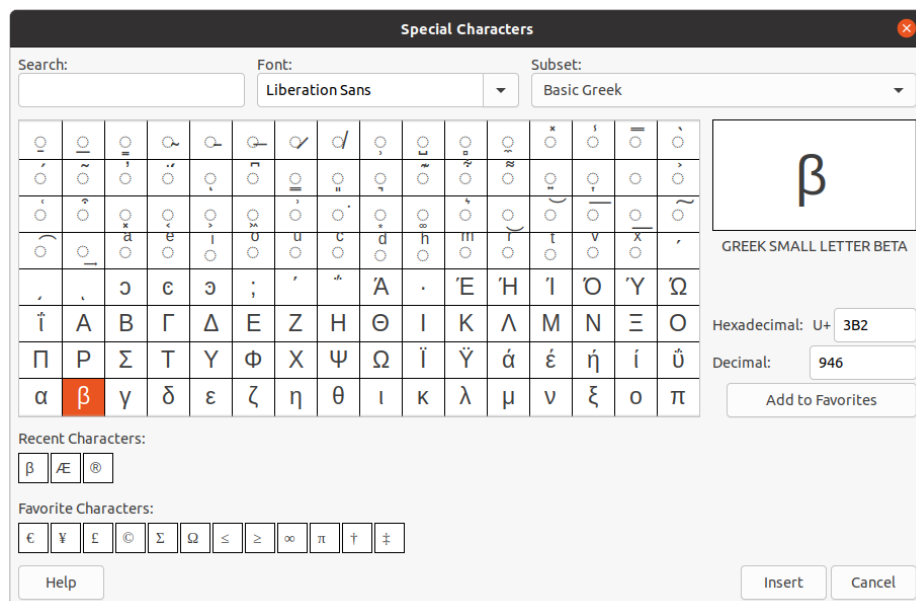 Special Characters
Search: Font: Subset:
Liberation Sans Basic Greek
β
GREEK SMALL LETTER BETA
΄
ͺ ͻ ͼ ͽ ; ΄ ΅ Ά · Έ Ή Ί Ό Ύ Ώ
ΐ Α Β Γ Δ Ε Ζ Η Θ Ι Κ Λ Μ Ν Ξ Ο
Π Ρ Σ Τ Υ Φ Χ Ψ Ω Ϊ Ϋ ά έ ή ί ΰ
α β γ δ ε ζ η θ ι κ λ μ ν ξ ο π
Hexadecimal: U+ 3B2
Decimal: 946
Add to Favorites
Recent Characters:
β Æ ®
Favorite Characters:
€ ¥ £ © Σ Ω ≤ ≥ ∞ π † ‡
Help Insert Cancel